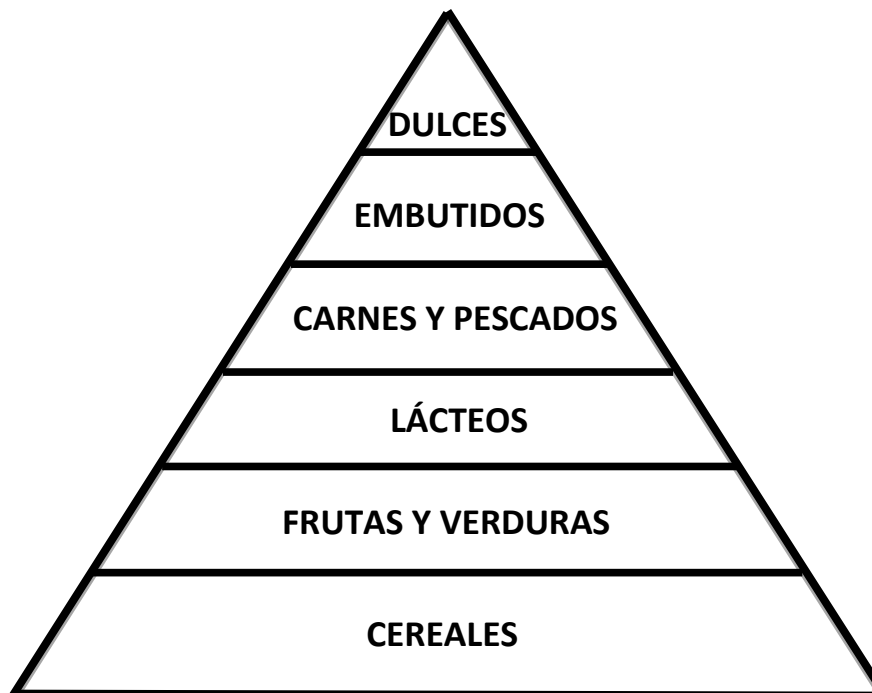 DULCES
EMBUTIDOS
CARNES Y PESCADOS
LÁCTEOS
FRUTAS Y VERDURAS
CEREALES